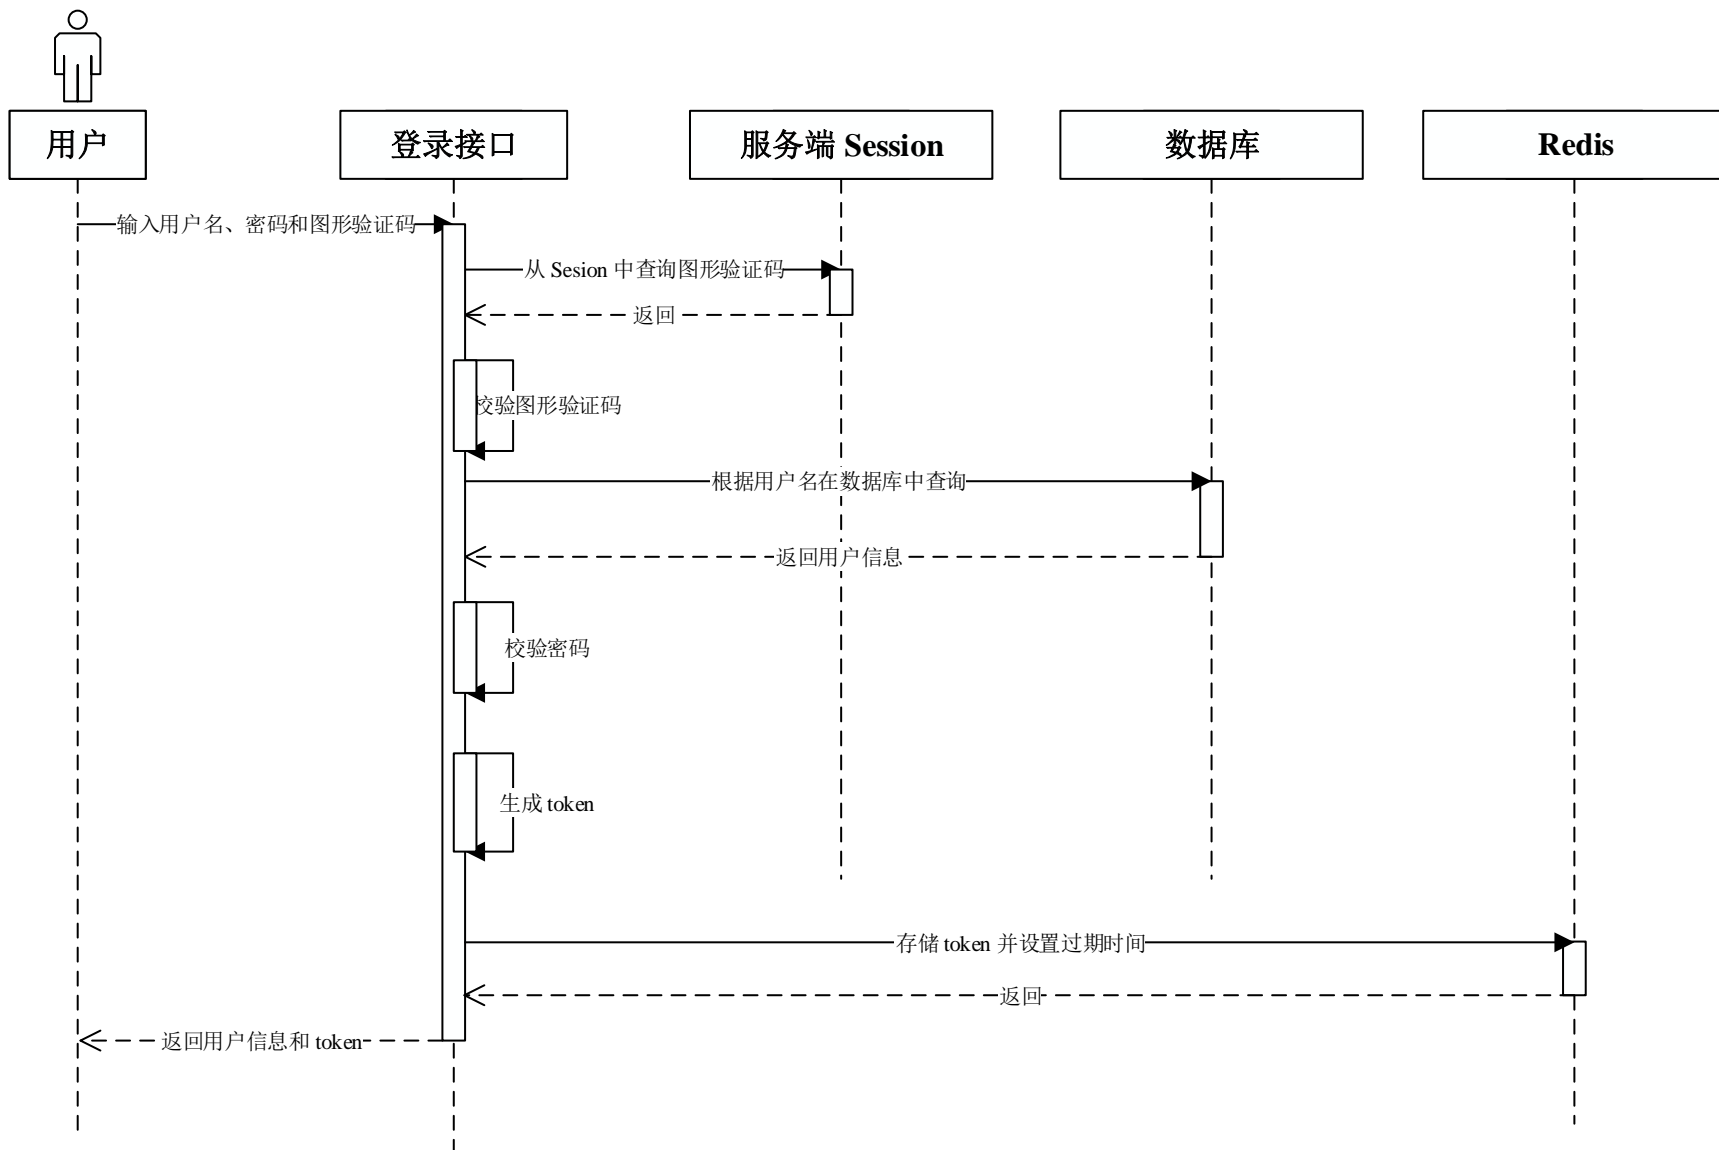 用户
登录接口
服务端 Session
数据库
Redis
输入用户名、密码和图形验证码
从 Sesion 中查询图形验证码
返回
校验图形验证码
根据用户名在数据库中查询
返回用户信息
校验密码
生成 token
存储 token 并设置过期时间
返回
返回用户信息和 token